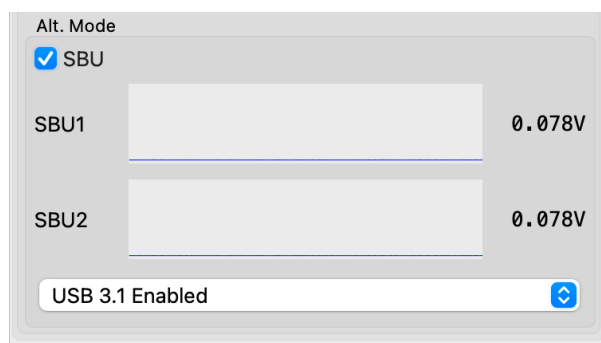 Alt. Mode
SBU
SBU1 0.078V
SBU2 0.078V
USB 3.1 Enabled